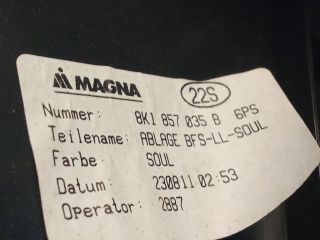 MAGNA 22S
Nummer: 8K1 857 035 B 6PS
Teilename: ABLAGE BFS-LL-SOUL
Farbe: SOUL
Datum: 230811 02:53
Operator: 2887